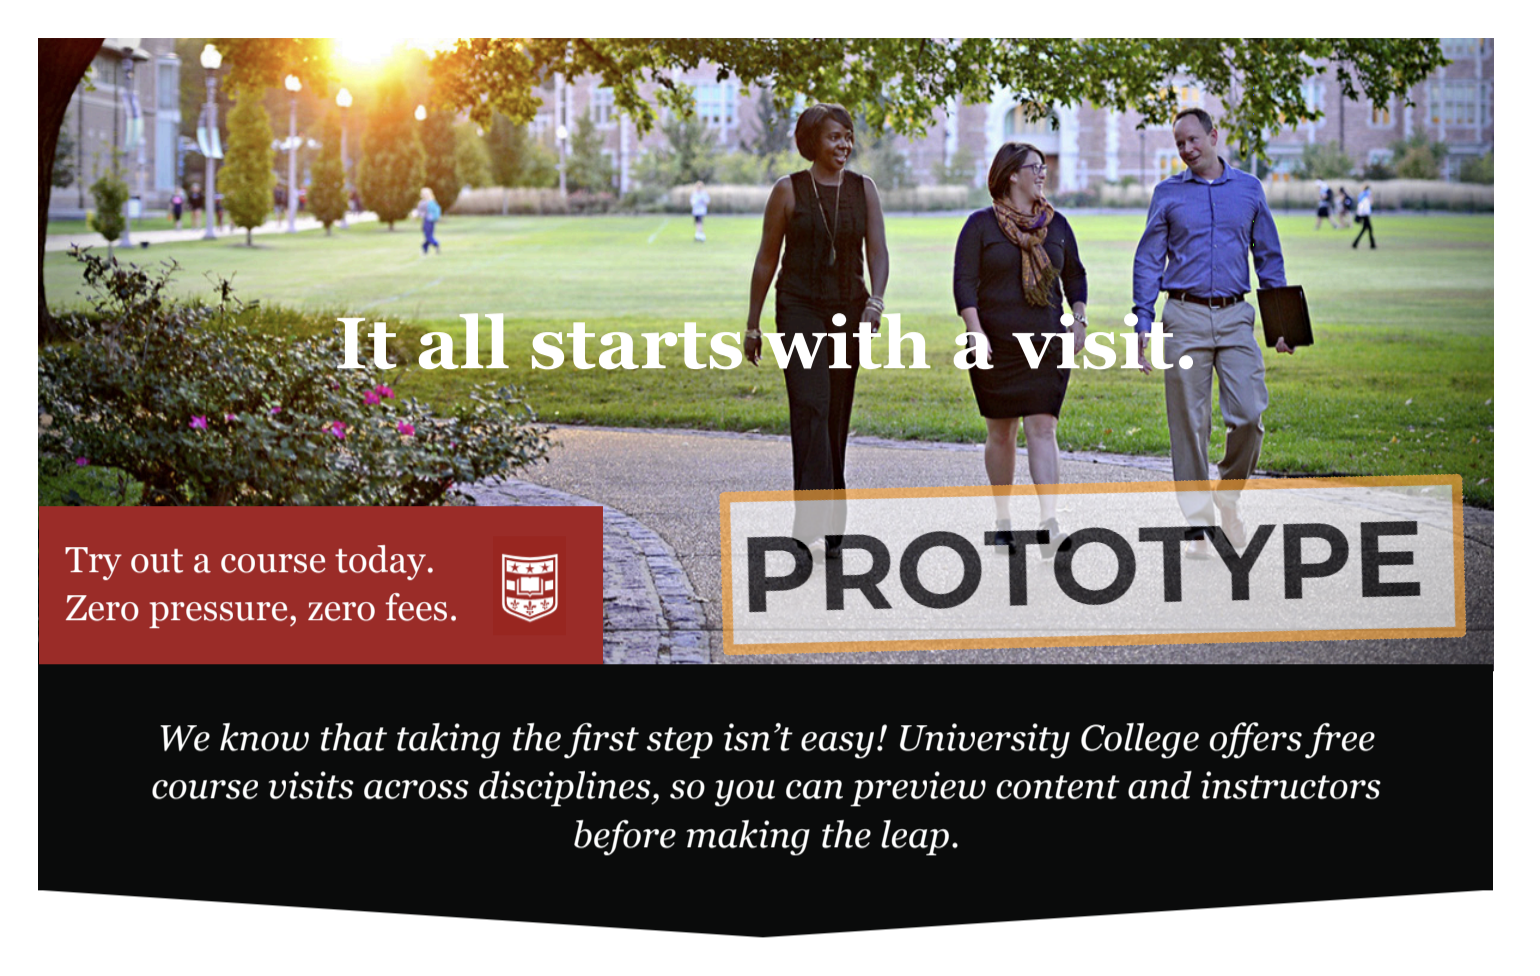 It all starts with a visit.
Try out a course today.
Zero pressure, zero fees.
PROTOTYPE
We know that taking the first step isn’t easy! University College offers free
course visits across disciplines, so you can preview content and instructors
before making the leap.